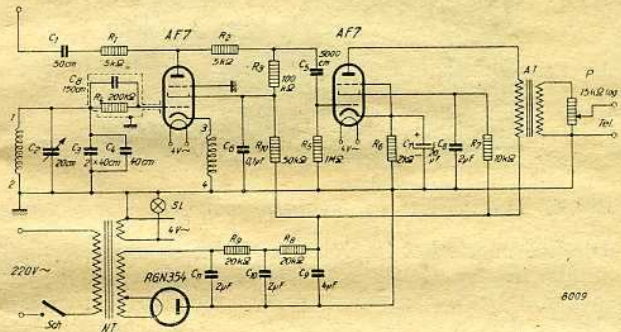 C1
50cm
R1
5kΩ
AF7
R2
5kΩ
R3
100
kΩ
C5
5000
cm
AF7
AT
P
15kΩ log
Tel.
C8
150cm
R4
200kΩ
1
2
C2
20cm
C3
2×40cm
C4
40cm
4V~
3
4
C6
0,1µF
R10
50kΩ
R5
1MΩ
4V~
R6
2kΩ
C7
µF
C8
2µF
R7
10kΩ
SL
4V~
220V~
Sch
NT
RGN354
R9
20kΩ
R8
20kΩ
C11
2µF
C10
2µF
C9
4µF
6009